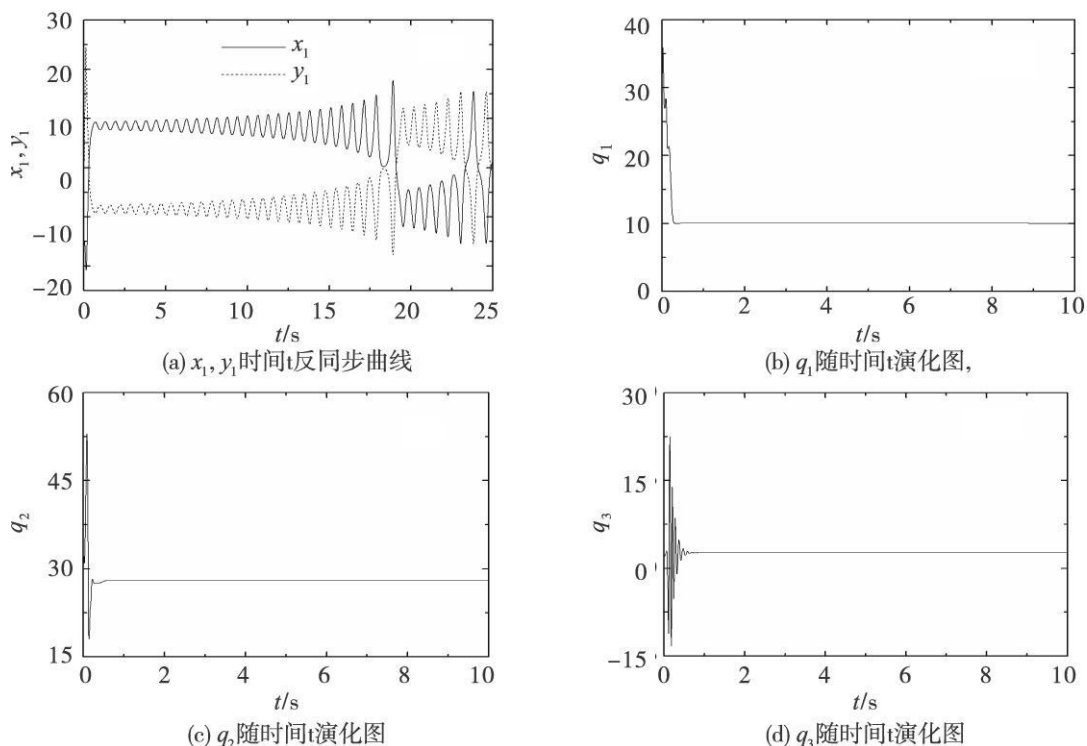 30
20
10
0
−10
−20
x₁, y₁
x₁
y₁
0 5 10 15 20 25
t/s
(a) x₁, y₁时间t反同步曲线
40
30
20
10
0
q₁
0 2 4 6 8 10
t/s
(b) q₁随时间t演化图,
60
45
30
15
q₂
0 2 4 6 8 10
t/s
(c) q₂随时间t演化图
30
15
0
−15
q₃
0 2 4 6 8 10
t/s
(d) q₃随时间t演化图